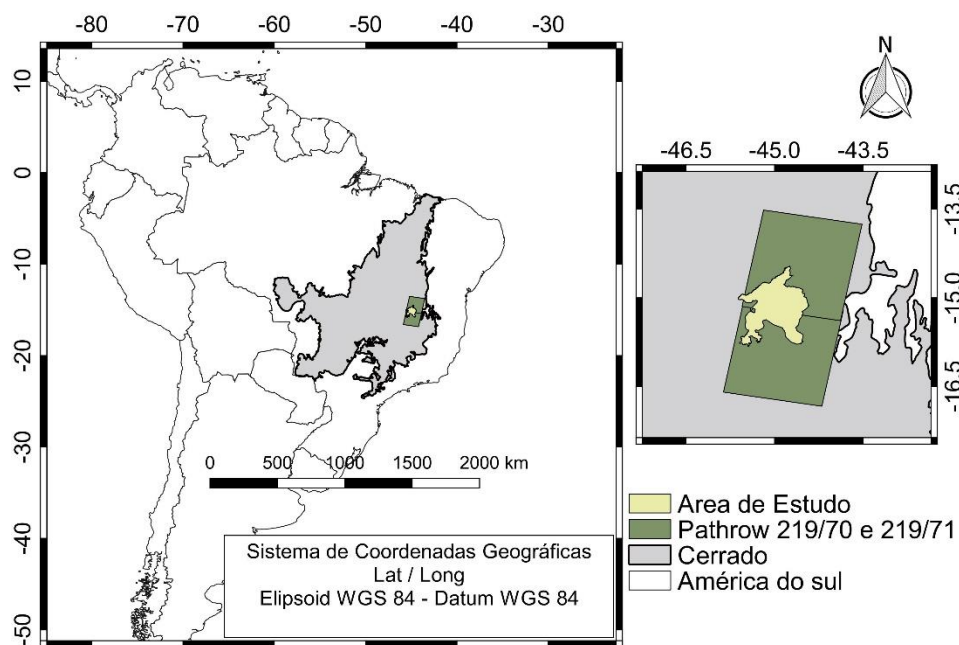 -80 -70 -60 -50 -40 -30
10
0
-10
-20
-30
-40
-50
0 500 1000 1500 2000 km
Sistema de Coordenadas Geográficas
Lat / Long
Elipsoid WGS 84 - Datum WGS 84
N
-46.5 -45.0 -43.5
-13.5
-15.0
-16.5
Area de Estudo
Pathrow 219/70 e 219/71
Cerrado
América do sul